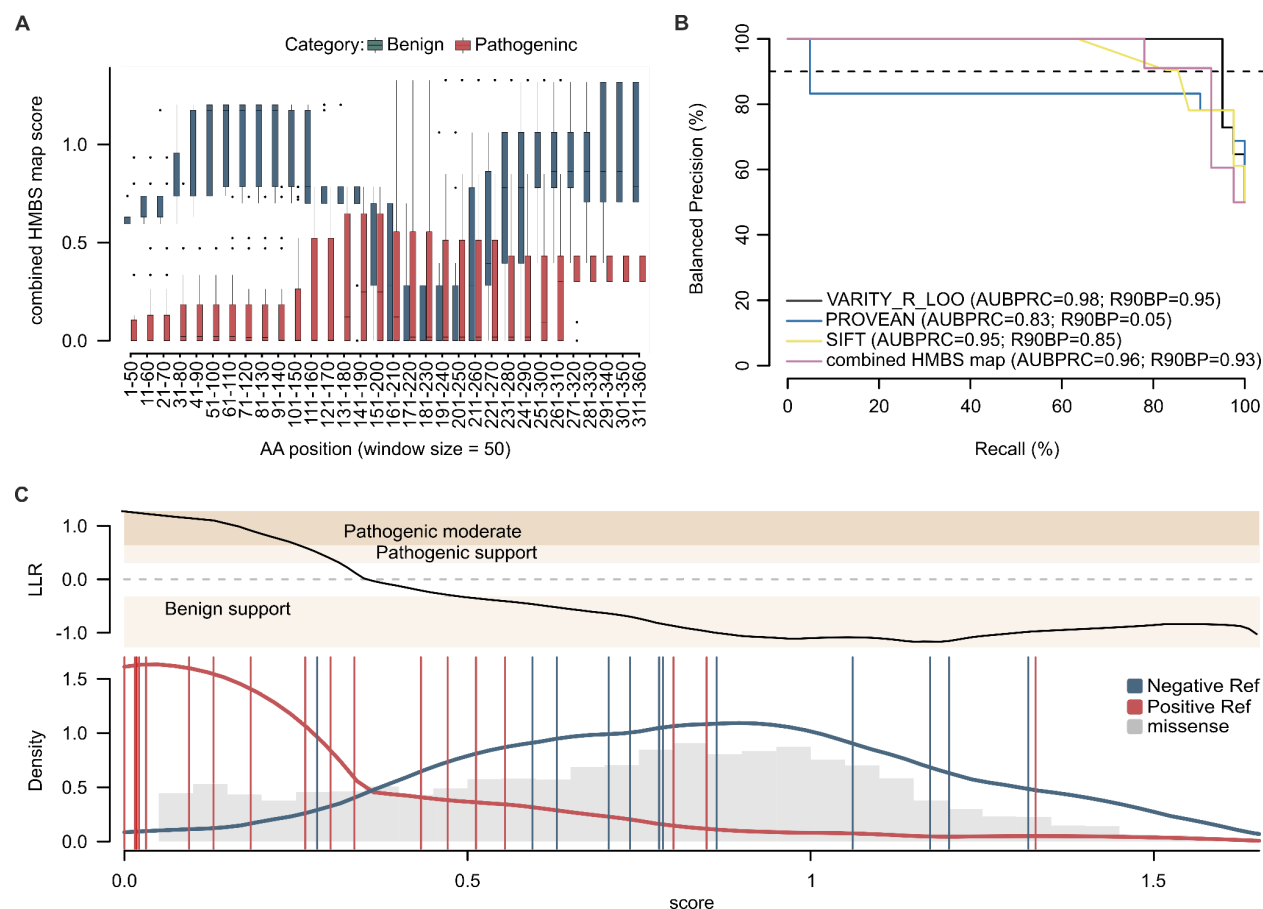 A
Category: Benign Pathogeninc
combined HMBS map score
1.0
0.5
0.0
1-50
11-60
21-70
31-80
41-90
51-100
61-110
71-120
81-130
91-140
101-150
111-160
121-170
131-180
141-190
151-200
161-210
171-220
181-230
191-240
201-250
211-260
221-270
231-280
241-290
251-300
261-310
271-320
281-330
291-340
301-350
311-360
AA position (window size = 50)
B
Balanced Precision (%)
100
80
60
40
20
0
VARITY_R_LOO (AUBPRC=0.98; R90BP=0.95)
PROVEAN (AUBPRC=0.83; R90BP=0.05)
SIFT (AUBPRC=0.95; R90BP=0.85)
combined HMBS map (AUBPRC=0.96; R90BP=0.93)
0 20 40 60 80 100
Recall (%)
C
LLR
1.0
0.0
-1.0
Pathogenic moderate
Pathogenic support
Benign support
Density
1.5
1.0
0.5
0.0
Negative Ref
Positive Ref
missense
0.0 0.5 1 1.5
score